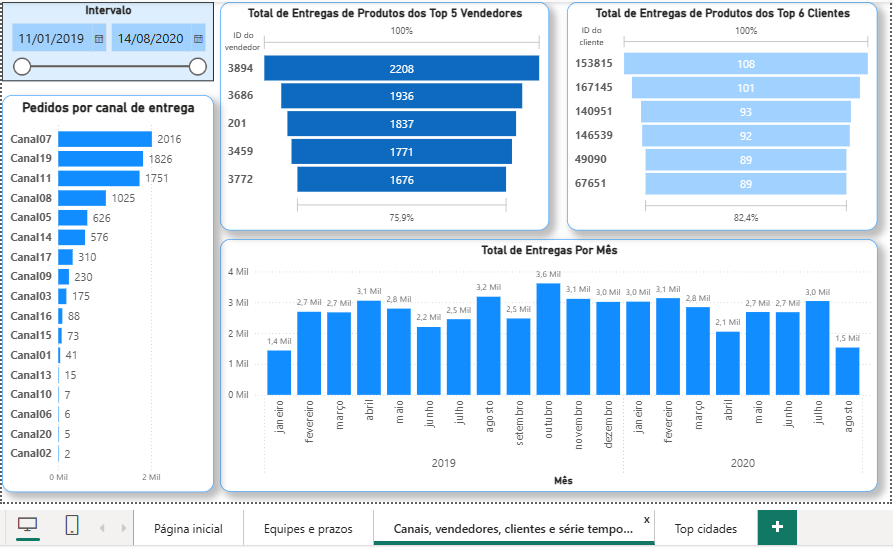 Intervalo
11/01/2019
14/08/2020
Pedidos por canal de entrega
Canal07 2016
Canal19 1826
Canal11 1751
Canal08 1025
Canal05 626
Canal14 576
Canal17 310
Canal09 230
Canal03 175
Canal16 88
Canal15 73
Canal01 41
Canal13 15
Canal10 7
Canal06 6
Canal20 5
Canal02 2
0 Mil 2 Mil
Total de Entregas de Produtos dos Top 5 Vendedores
ID do
vendedor
100%
3894 2208
3686 1936
201 1837
3459 1771
3772 1676
75,9%
Total de Entregas de Produtos dos Top 6 Clientes
ID do
cliente
100%
153815 108
167145 101
140951 93
146539 92
49090 89
67651 89
82,4%
Total de Entregas Por Mês
4 Mil
3 Mil
2 Mil
1 Mil
0 Mil
1,4 Mil 2,7 Mil 2,7 Mil 3,1 Mil 2,8 Mil 2,2 Mil 2,5 Mil 3,2 Mil 2,5 Mil 3,6 Mil 3,1 Mil 3,0 Mil 3,0 Mil 3,1 Mil 2,8 Mil 2,1 Mil 2,7 Mil 2,7 Mil 3,0 Mil 1,5 Mil
janeiro fevereiro março abril maio junho julho agosto setembro outubro novembro dezembro janeiro fevereiro março abril maio junho julho agosto
2019 2020
Mês
Página inicial
Equipes e prazos
Canais, vendedores, clientes e série tempo...
x
Top cidades
+